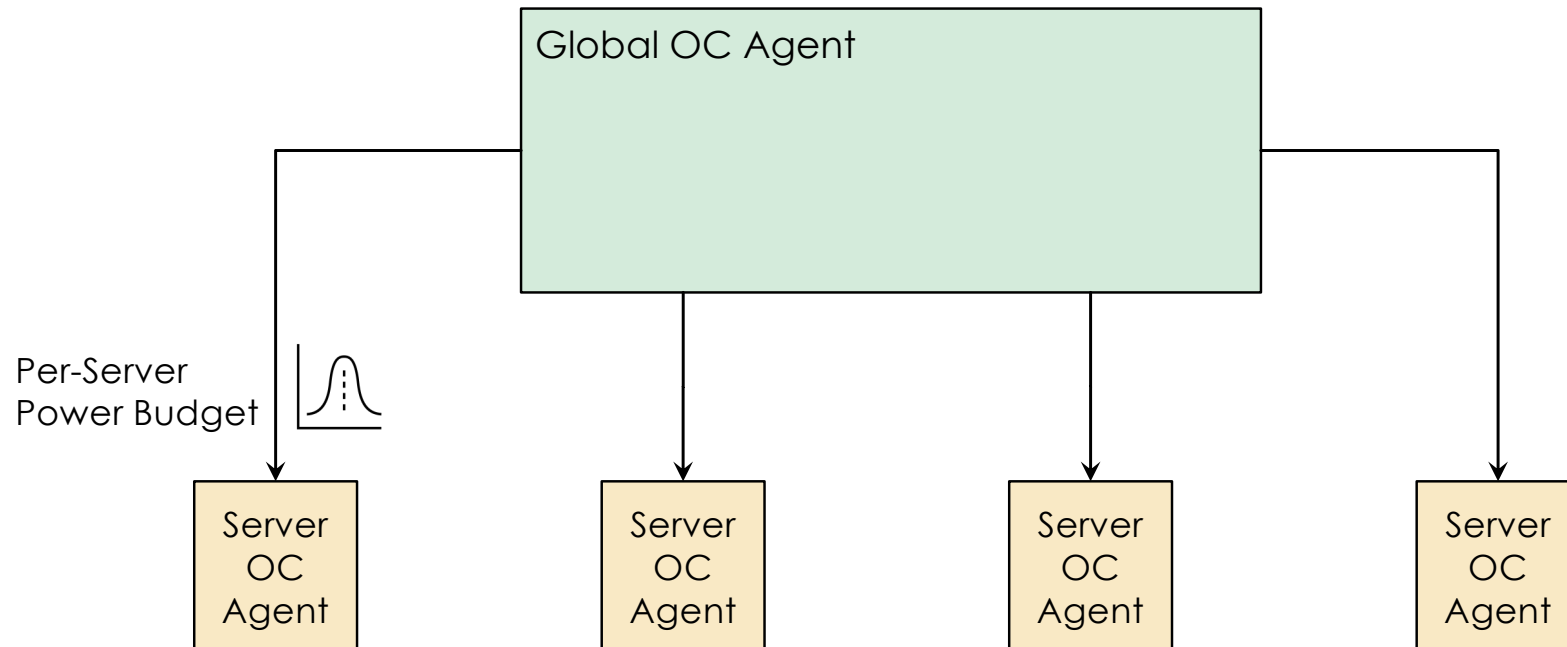 Global OC Agent
Per-Server
Power Budget
Server
OC
Agent
Server
OC
Agent
Server
OC
Agent
Server
OC
Agent